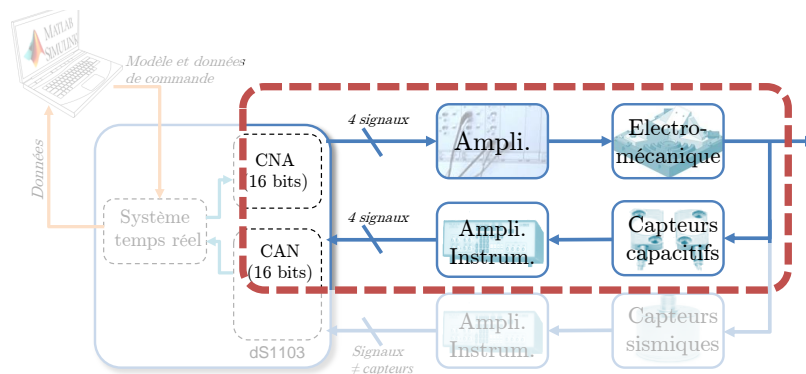 MATLAB
SIMULINK
Modèle et données
de commande
Données
4 signaux
Ampli.
Electro-
mécanique
CNA
(16 bits)
Système
temps réel
4 signaux
Ampli.
Instrum.
Capteurs
capacitifs
CAN
(16 bits)
Ampli.
Instrum.
Capteurs
sismiques
dS1103
Signaux
≠ capteurs